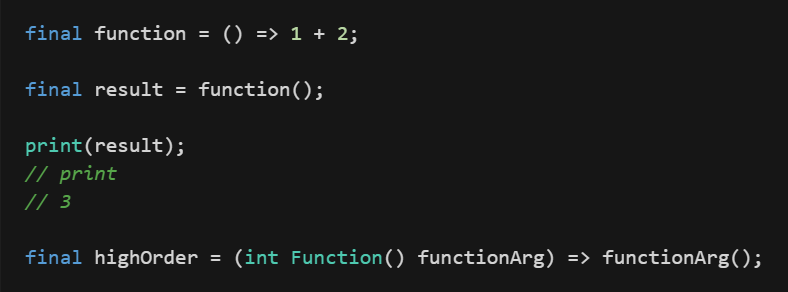 final function = () => 1 + 2;
final result = function();
print(result);
// print
// 3
final highOrder = (int Function() functionArg) => functionArg();